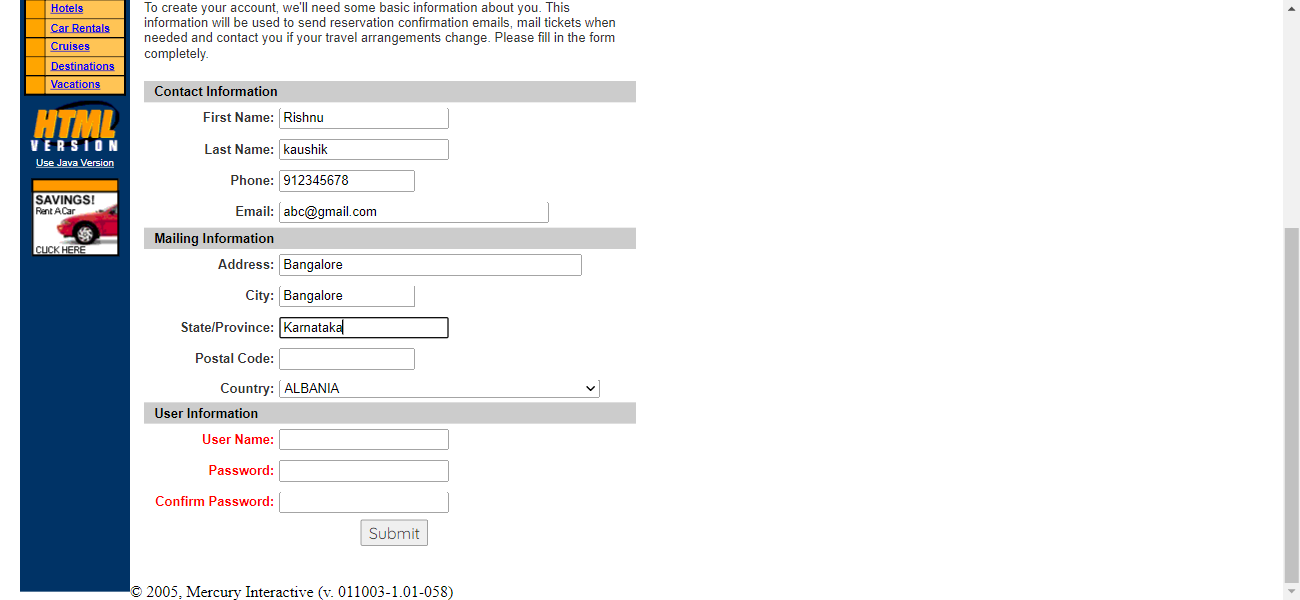 Hotels
Car Rentals
Cruises
Destinations
Vacations
HTML
VERSION
Use Java Version
SAVINGS!
Rent A Car
CLICK HERE
To create your account, we'll need some basic information about you. This
information will be used to send reservation confirmation emails, mail tickets when
needed and contact you if your travel arrangements change. Please fill in the form
completely.
Contact Information
First Name: Rishnu
Last Name: kaushik
Phone: 912345678
Email: abc@gmail.com
Mailing Information
Address: Bangalore
City: Bangalore
State/Province: Karnataka
Postal Code:
Country: ALBANIA
User Information
User Name:
Password:
Confirm Password:
Submit
© 2005, Mercury Interactive (v. 011003-1.01-058)